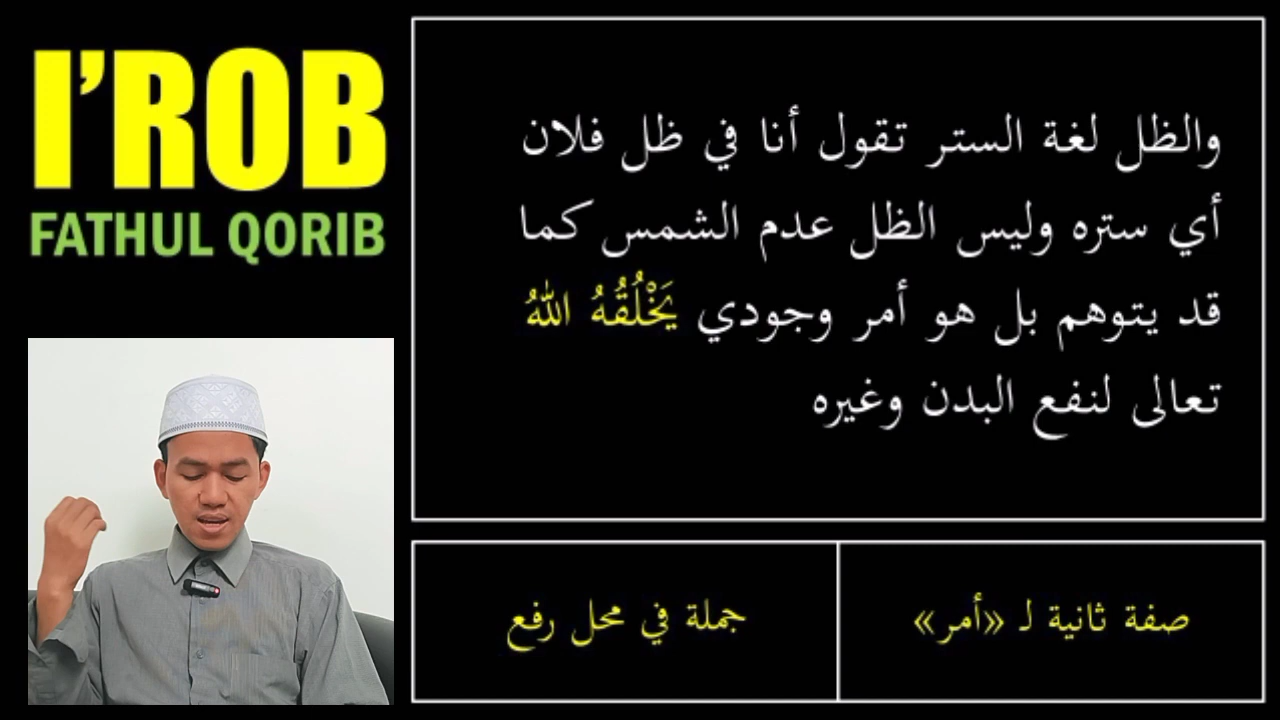 I'ROB
FATHUL QORIB
والظل لغة الستر تقول أنا في ظل فلان
أي ستره وليس الظل عدم الشمس كما
قد يتوهم بل هو أمر وجودي يَخْلُقُهُ اللهُ
تعالى لنفع البدن وغيره
صفة ثانية لـ «أمر»
جملة في محل رفع